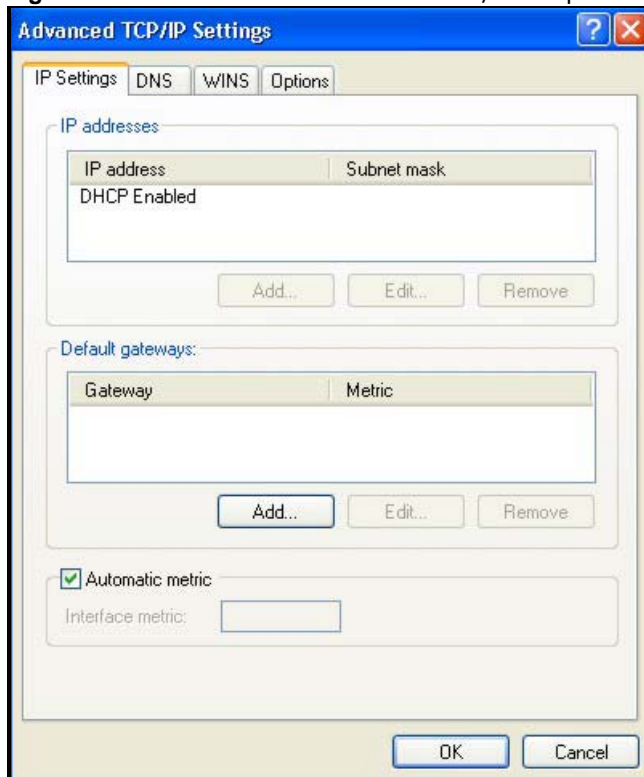 Advanced TCP/IP Settings
IP Settings DNS WINS Options
IP addresses
IP address Subnet mask
DHCP Enabled
Add... Edit... Remove
Default gateways:
Gateway Metric
Add... Edit... Remove
Automatic metric
Interface metric:
OK Cancel